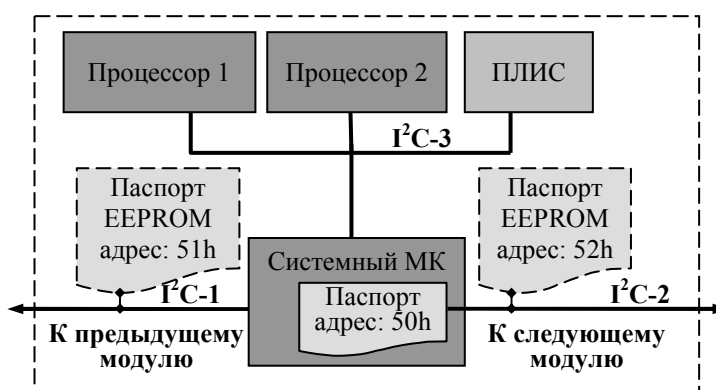 Процессор 1
Процессор 2
ПЛИС
I²C-3
Паспорт
EEPROM
адрес: 51h
Паспорт
EEPROM
адрес: 52h
Системный МК
Паспорт
адрес: 50h
I²C-1
I²C-2
К предыдущему
модулю
К следующему
модулю